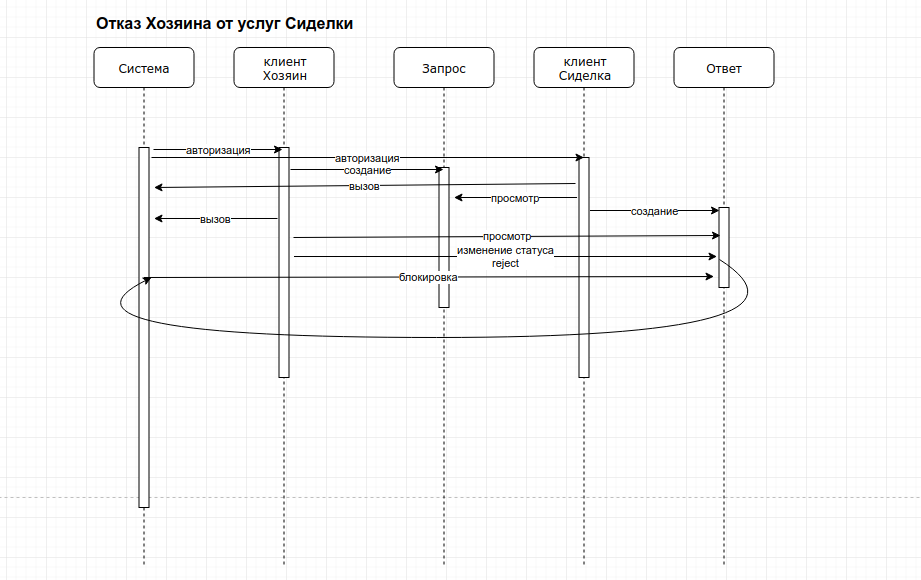 Отказ Хозяина от услуг Сиделки
Система
клиент
Хозяин
Запрос
клиент
Сиделка
Ответ
авторизация
авторизация
создание
вызов
просмотр
создание
вызов
просмотр
изменение статуса
reject
блокировка